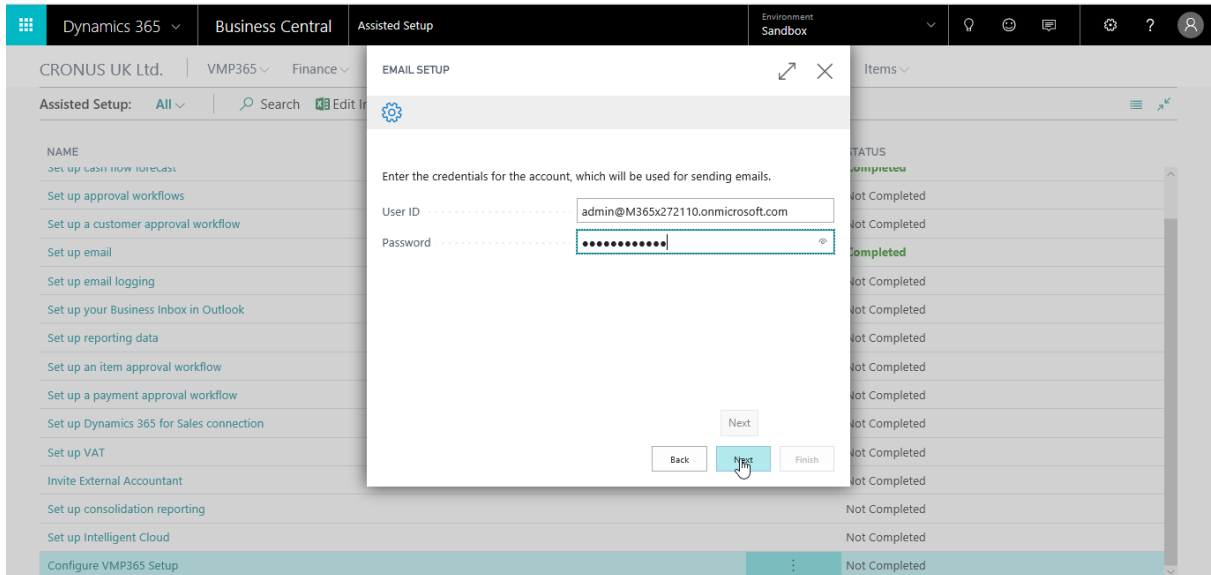 Dynamics 365 Business Central Assisted Setup Environment Sandbox ?
CRONUS UK Ltd. VMP365 Finance EMAIL SETUP Items
Assisted Setup: All Search Edit In
NAME STATUS
Set up cash flow forecast Completed
Enter the credentials for the account, which will be used for sending emails.
Set up approval workflows Not Completed
User ID admin@M365x272110.onmicrosoft.com
Set up a customer approval workflow Not Completed
Password ●●●●●●●●●●●●
Set up email Completed
Set up email logging Not Completed
Set up your Business Inbox in Outlook Not Completed
Set up reporting data Not Completed
Set up an item approval workflow Not Completed
Set up a payment approval workflow Not Completed
Next
Set up Dynamics 365 for Sales connection Not Completed
Set up VAT Not Completed
Back Next Finish
Invite External Accountant Not Completed
Set up consolidation reporting Not Completed
Set up Intelligent Cloud Not Completed
Configure VMP365 Setup Not Completed